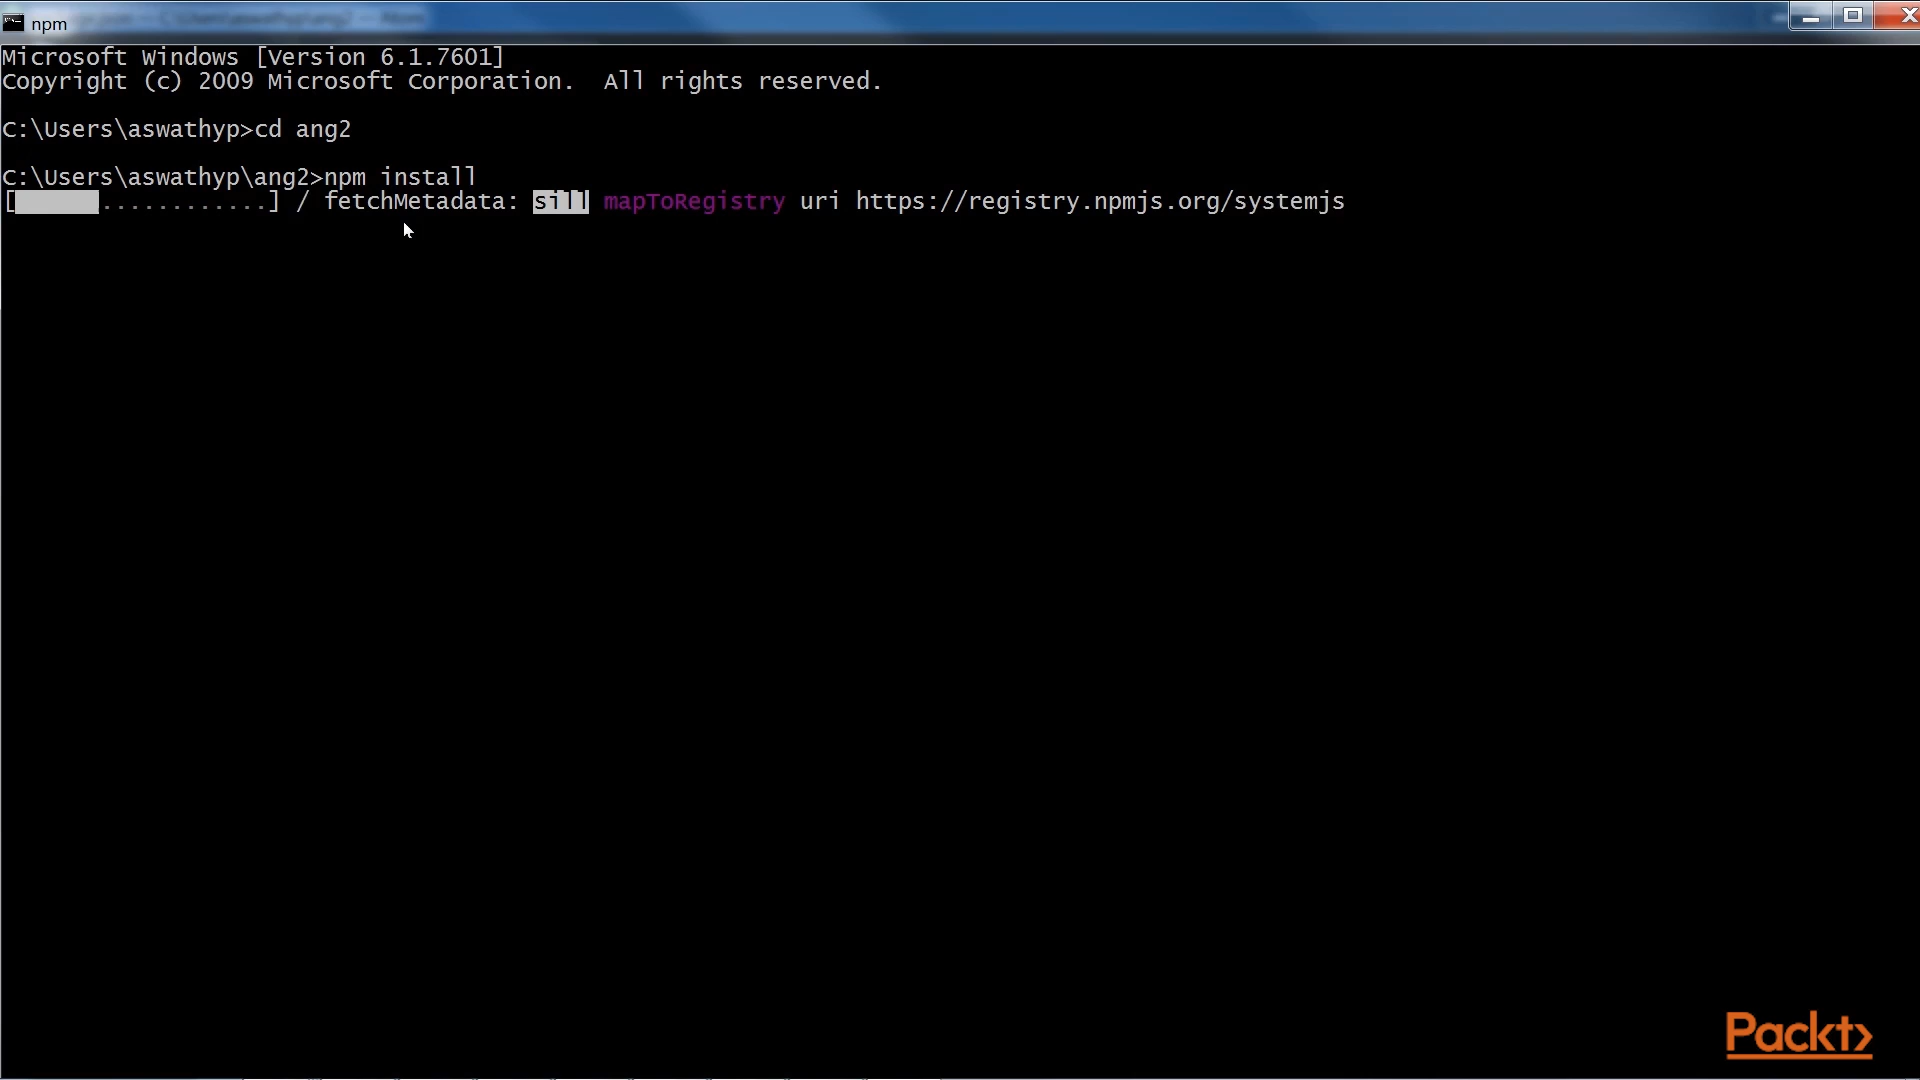 npm
Microsoft Windows [Version 6.1.7601]
Copyright (c) 2009 Microsoft Corporation.  All rights reserved.
C:\Users\aswathyp>cd ang2
C:\Users\aswathyp\ang2>npm install
[......
............] / fetchMetadata: sill mapToRegistry uri https://registry.npmjs.org/systemjs
Packt>